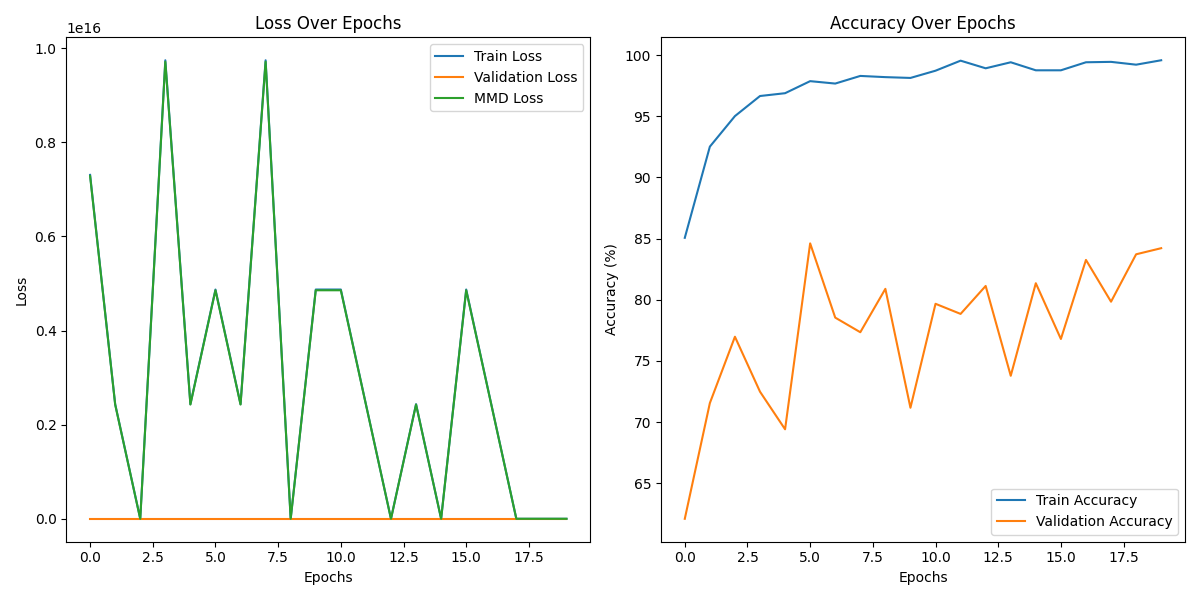 Loss Over Epochs
1e16
1.0
0.8
0.6
0.4
0.2
0.0
Loss
Train Loss
Validation Loss
MMD Loss
0.0 2.5 5.0 7.5 10.0 12.5 15.0 17.5
Epochs
Accuracy Over Epochs
100
95
90
85
80
75
70
65
Accuracy (%)
Train Accuracy
Validation Accuracy
0.0 2.5 5.0 7.5 10.0 12.5 15.0 17.5
Epochs